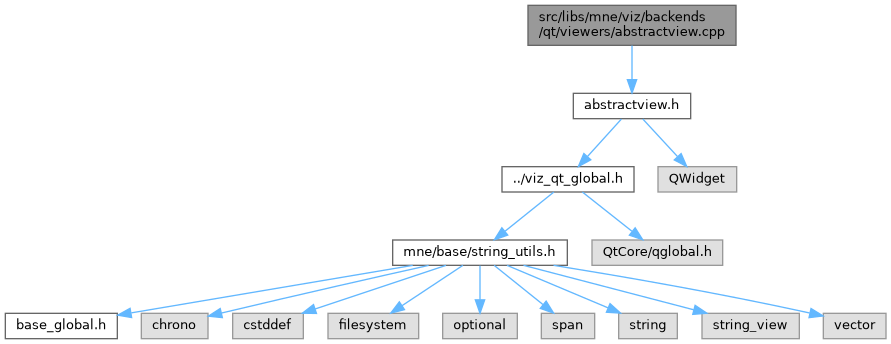 src/libs/mne/viz/backends
/qt/viewers/abstractview.cpp
abstractview.h
../viz_qt_global.h
QWidget
mne/base/string_utils.h
QtCore/qglobal.h
base_global.h
chrono
cstddef
filesystem
optional
span
string
string_view
vector